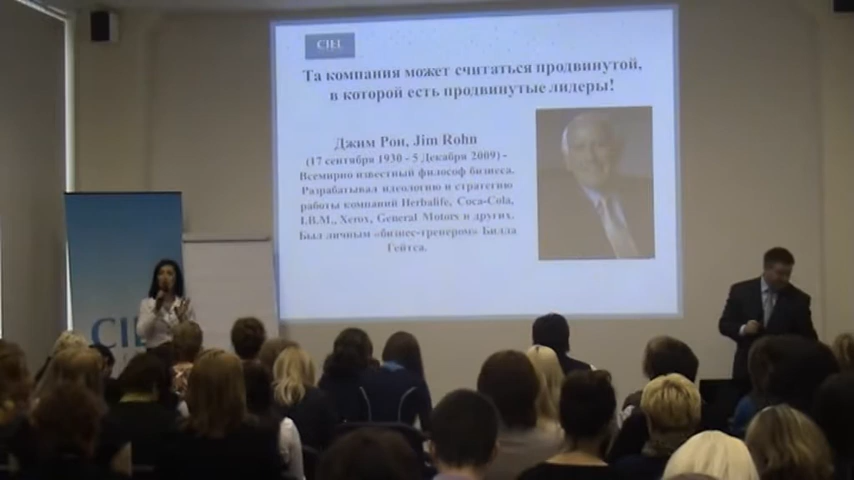 CIEL
Та компания может считаться продвинутой,
в которой есть продвинутые лидеры!
Джим Рон, Jim Rohn
(17 сентября 1930 - 5 Декабря 2009) -
Всемирно известный философ бизнеса.
Разрабатывал идеологию и стратегию
работы компаний Herbalife, Coca-Cola,
I.B.M., Xerox, General Motors и других.
Был личным «бизнес-тренером» Билла
Гейтса.
CIE